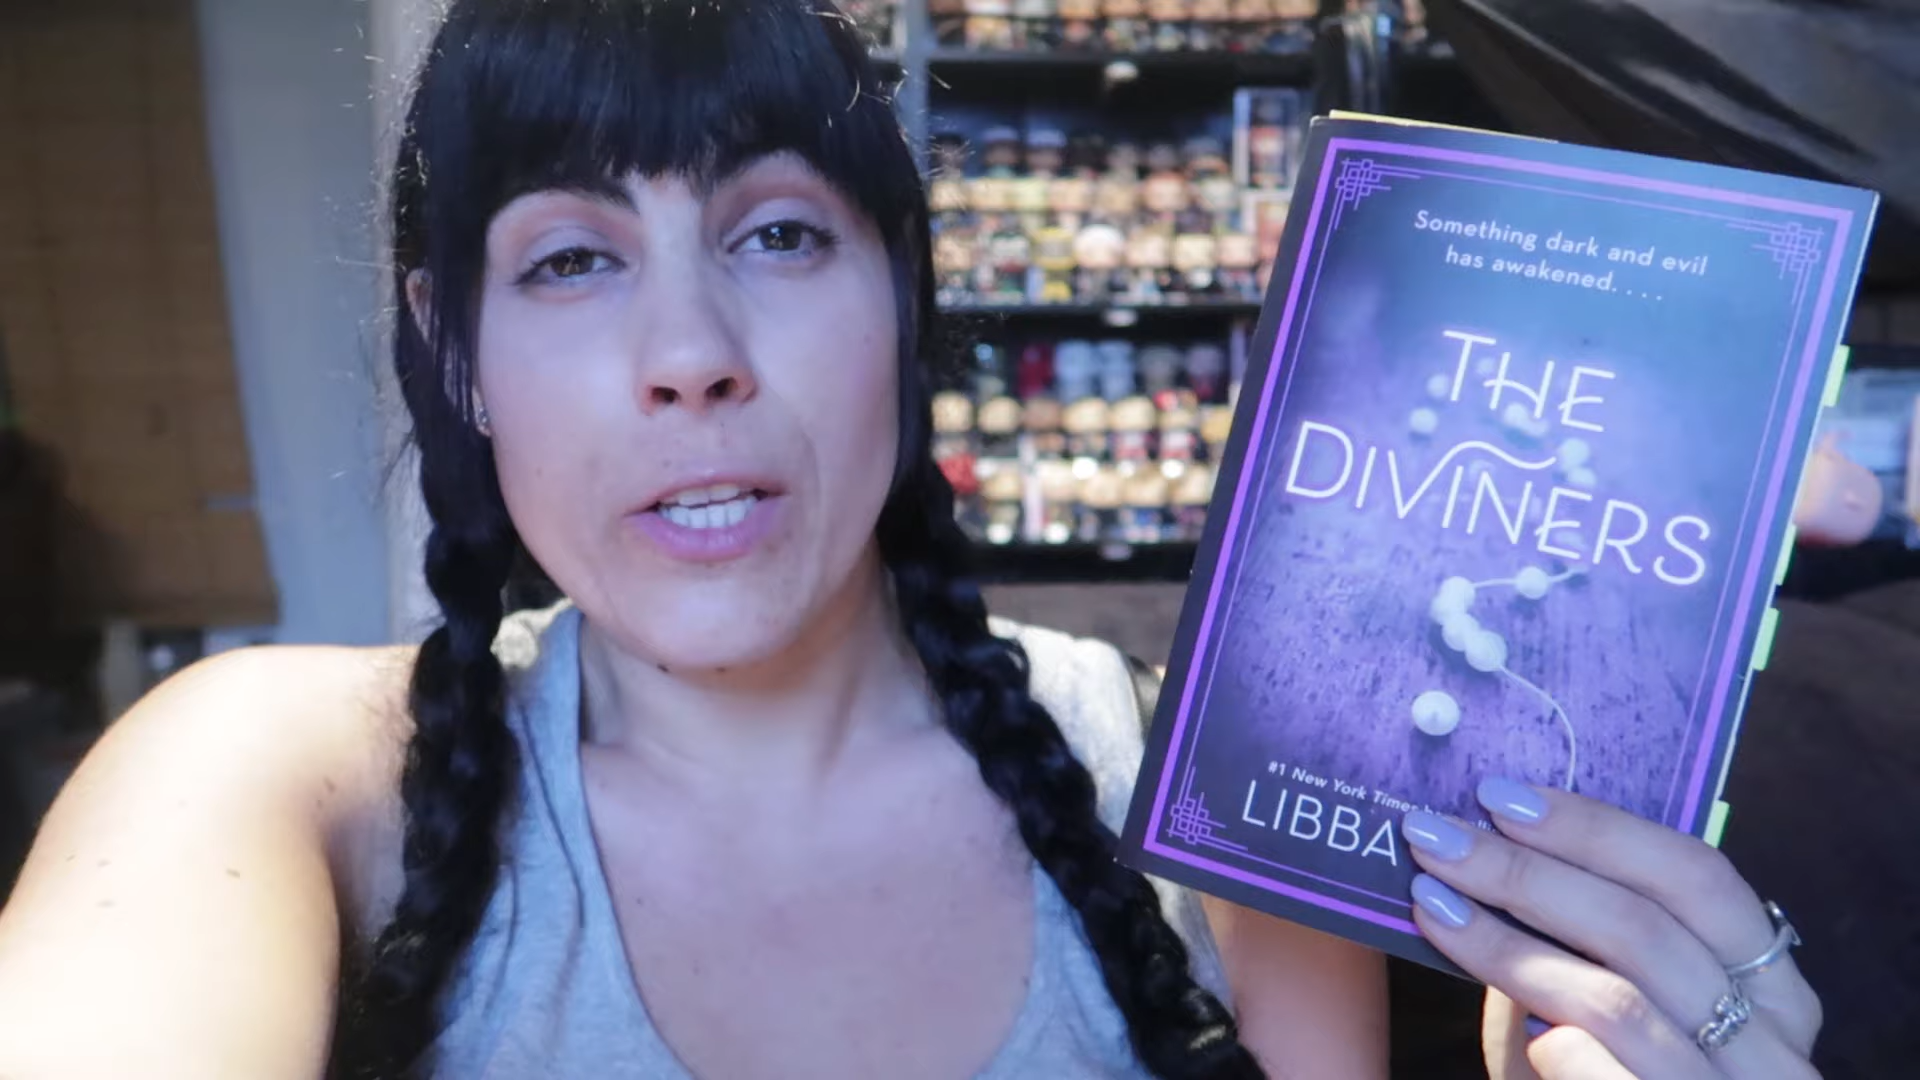 Something dark and evil
has awakened. . . .
THE
DIVINERS
#1 New York Times
LIBBA